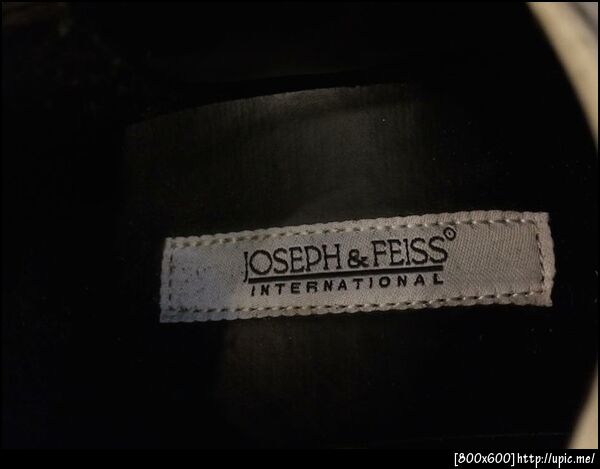 JOSEPH & FEISS®
INTERNATIONAL
[800x600]http://upic.me/